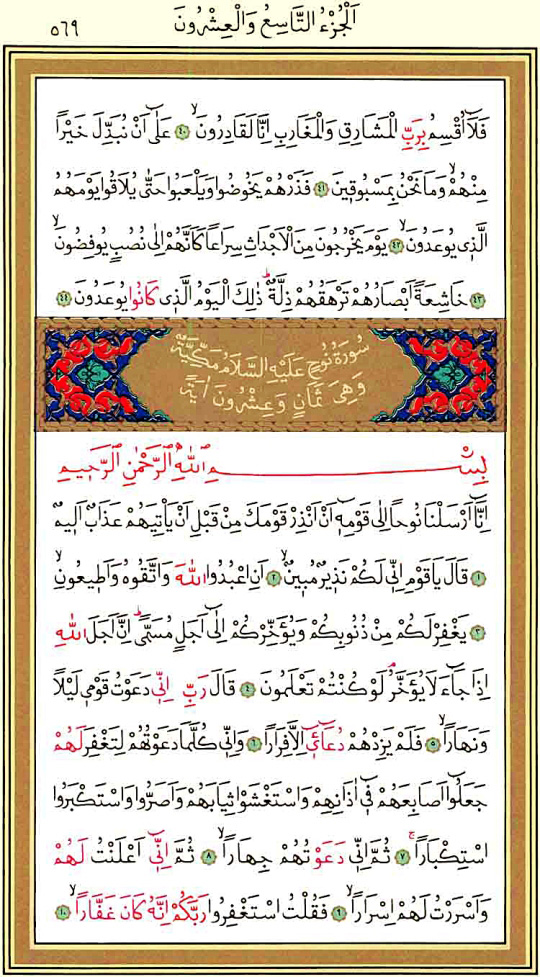 اَلْجُزْءُ التَّاسِعُ وَالْعِشْرُونَ
٥٦٩
فَلَٓا اُقْسِمُ بِرَبِّ الْمَشَارِقِ وَالْمَغَارِبِ اِنَّا لَقَادِرُونَۙ ﴿٤٠﴾ عَلٰٓى اَنْ نُبَدِّلَ خَيْرًا
مِنْهُمْۙ وَمَا نَحْنُ بِمَسْبُوقٖينَ ﴿٤١﴾ فَذَرْهُمْ يَخُوضُوا وَيَلْعَبُوا حَتّٰى يُلَاقُوا يَوْمَهُمُ
الَّذٖى يُوعَدُونَۙ ﴿٤٢﴾ يَوْمَ يَخْرُجُونَ مِنَ الْاَجْدَاثِ سِرَاعًا كَاَنَّهُمْ اِلٰى نُصُبٍ يُوفِضُونَۙ
﴿٤٣﴾ خَاشِعَةً اَبْصَارُهُمْ تَرْهَقُهُمْ ذِلَّةٌؕ ذٰلِكَ الْيَوْمُ الَّذٖى كَانُوا يُوعَدُونَ ﴿٤٤﴾
سُورَةُ نُوحٍ عَلَيْهِ السَّلَامُ مَكِّيَّةٌ
وَهِىَ ثَمَانٍ وَعِشْرُونَ اٰيَةً
بِسْمِ اللّٰهِ الرَّحْمٰنِ الرَّحٖيمِ
اِنَّٓا اَرْسَلْنَا نُوحًا اِلٰى قَوْمِهٖٓ اَنْ اَنْذِرْ قَوْمَكَ مِنْ قَبْلِ اَنْ يَاْتِيَهُمْ عَذَابٌ اَلٖيمٌ
﴿١﴾ قَالَ يَا قَوْمِ اِنّٖى لَكُمْ نَذٖيرٌ مُبٖينٌۙ ﴿٢﴾ اَنِ اعْبُدُوا اللّٰهَ وَاتَّقُوهُ وَاَطٖيعُونِۙ
﴿٣﴾ يَغْفِرْ لَكُمْ مِنْ ذُنُوبِكُمْ وَيُؤَخِّرْكُمْ اِلٰٓى اَجَلٍ مُسَمًّىؕ اِنَّ اَجَلَ اللّٰهِ
اِذَا جَٓاءَ لَا يُؤَخَّرُۢ لَوْ كُنْتُمْ تَعْلَمُونَ ﴿٤﴾ قَالَ رَبِّ اِنّٖى دَعَوْتُ قَوْمٖى لَيْلًا
وَنَهَارًاۙ ﴿٥﴾ فَلَمْ يَزِدْهُمْ دُعَٓائٖٓى اِلَّا فِرَارًا ﴿٦﴾ وَاِنّٖى كُلَّمَا دَعَوْتُهُمْ لِتَغْفِرَ لَهُمْ
جَعَلُٓوا اَصَابِعَهُمْ فٖٓى اٰذَانِهِمْ وَاسْتَغْشَوْا ثِيَابَهُمْ وَاَصَرُّوا وَاسْتَكْبَرُوا
اسْتِكْبَارًاۚ ﴿٧﴾ ثُمَّ اِنّٖى دَعَوْتُهُمْ جِهَارًاۙ ﴿٨﴾ ثُمَّ اِنّٖٓى اَعْلَنْتُ لَهُمْ
وَاَسْرَرْتُ لَهُمْ اِسْرَارًاۙ ﴿٩﴾ فَقُلْتُ اسْتَغْفِرُوا رَبَّكُمْ اِنَّهُ كَانَ غَفَّارًاۙ ﴿١٠﴾